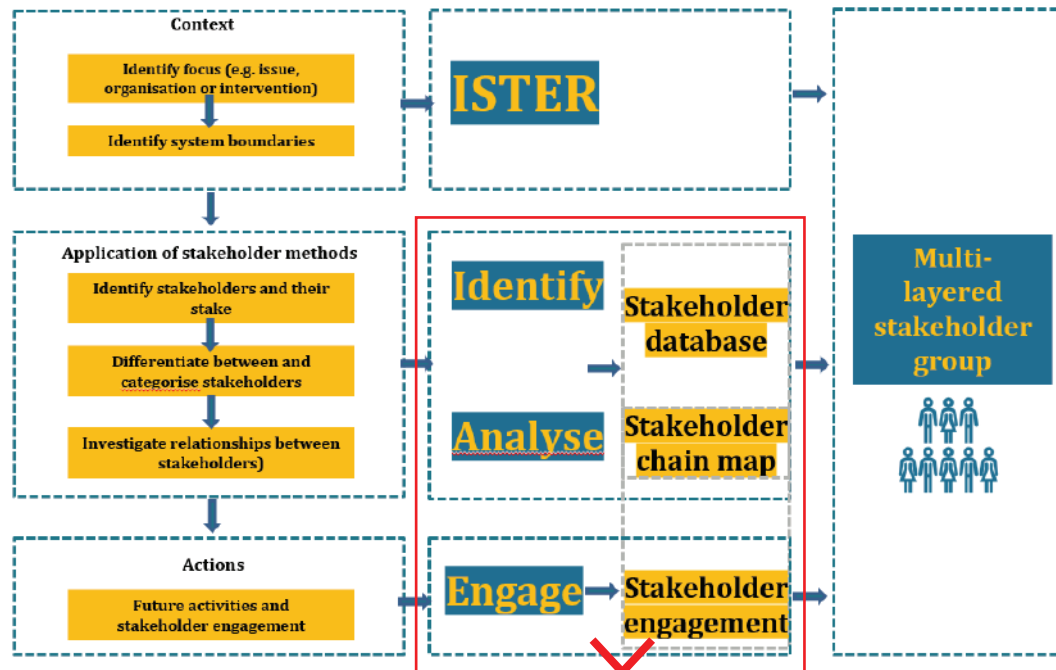 Context
Identify focus (e.g. issue,
organisation or intervention)
Identify system boundaries
ISTER
Application of stakeholder methods
Identify stakeholders and their
stake
Differentiate between and
categorise stakeholders
Investigate relationships between
stakeholders)
Identify
Stakeholder
database
Analyse
Stakeholder
chain map
Actions
Future activities and
stakeholder engagement
Engage
Stakeholder
engagement
Multi-
layered
stakeholder
group